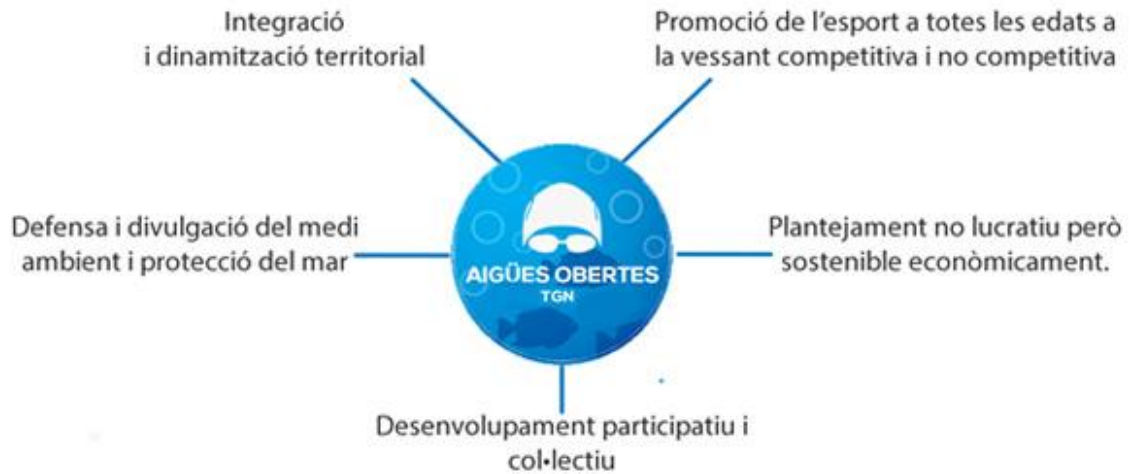 Integració
i dinamització territorial
Promoció de l'esport a totes les edats a
la vessant competitiva i no competitiva
Defensa i divulgació del medi
ambient i protecció del mar
AIGÜES OBERTES
TGN
Plantejament no lucratiu però
sostenible econòmicament.
Desenvolupament participatiu i
col•lectiu